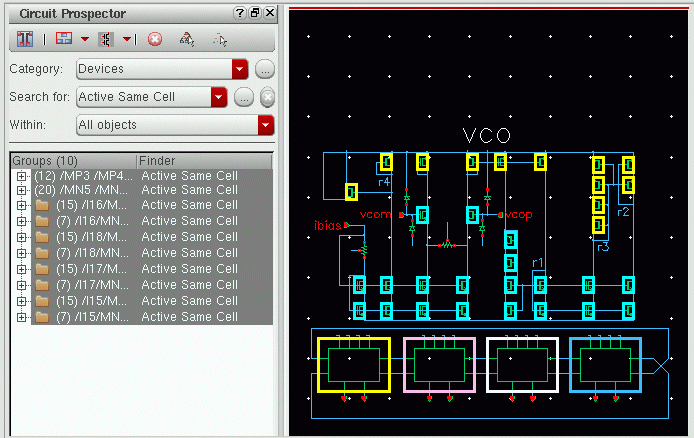 Circuit Prospector
Category: Devices
Search for: Active Same Cell
Within: All objects
Groups (10) Finder
(12) /MP3 /MP4... Active Same Cell
(20) /MN5 /MN... Active Same Cell
(15) /I16/M... Active Same Cell
(7) /I16/MN... Active Same Cell
(15) /I18/M... Active Same Cell
(7) /I18/MN... Active Same Cell
(15) /I17/M... Active Same Cell
(7) /I17/MN... Active Same Cell
(15) /I15/M... Active Same Cell
(7) /I15/MN... Active Same Cell
VCO
r4
r2
vcom
vcop
ibias
r3
r1